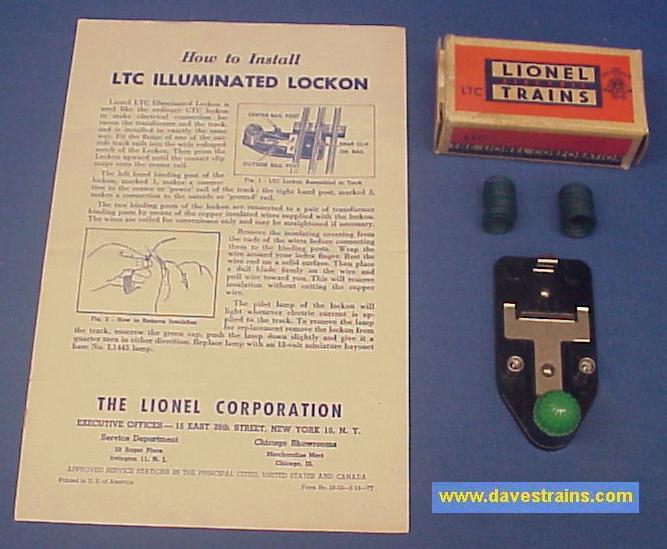 How to Install
LTC ILLUMINATED LOCKON
Lionel LTC Illuminated Lockon is
used like the ordinary CTC lockon
to make electrical connection be-
tween the transformer and the track,
and is installed in exactly the same
way. Fit the flange of one of the out-
side track rails into the wide v-shaped
notch of the Lockon. Then press the
Lockon upward until the contact clip
snaps onto the center rail.
CENTER RAIL POST
SNAP CLIP
ON RAIL
OUTSIDE RAIL POST
Fig. 1 - LTC Lockon Assembled to Track
The left hand binding post of the
lockon, marked 1, makes a connec-
tion to the center or 'power' rail of the track; the right hand post, marked 2,
makes a connection to the outside or 'ground' rail.
The two binding posts of the lockon are connected to a pair of transformer
binding posts by means of the copper insulated wires supplied with the lockon.
The wires are coiled for convenience only and may be straightened if necessary.
Remove the insulating covering from
the ends of the wires before connecting
them to the binding posts. Wrap the
wire around your index finger. Rest the
wire end on a solid surface. Then place
a dull blade firmly on the wire and
pull wire toward you. This will remove
insulation without cutting the copper
wire.
Fig. 2 - How to Remove Insulation
The pilot lamp of the lockon will
light whenever electric current is ap-
plied to the track. To remove the lamp
for replacement remove the lockon from
the track, unscrew the green cap, push the lamp down slightly and give it a
quarter turn in either direction. Replace lamp with an 18-volt miniature bayonet
base No. L1445 lamp.
THE LIONEL CORPORATION
EXECUTIVE OFFICES—15 EAST 26th STREET, NEW YORK 10, N. Y.
Service Department
Sager Place
Irvington 11, N. J.
Chicago Showrooms
Merchandise Mart
Chicago, Ill.
APPROVED SERVICE STATIONS IN THE PRINCIPAL CITIES, UNITED STATES AND CANADA
Printed in U. S. of America
Form No.
LTC
LIONEL
ELECTRIC
TRAINS
LTC
THE LIONEL CORPORATION
www.davestrains.com